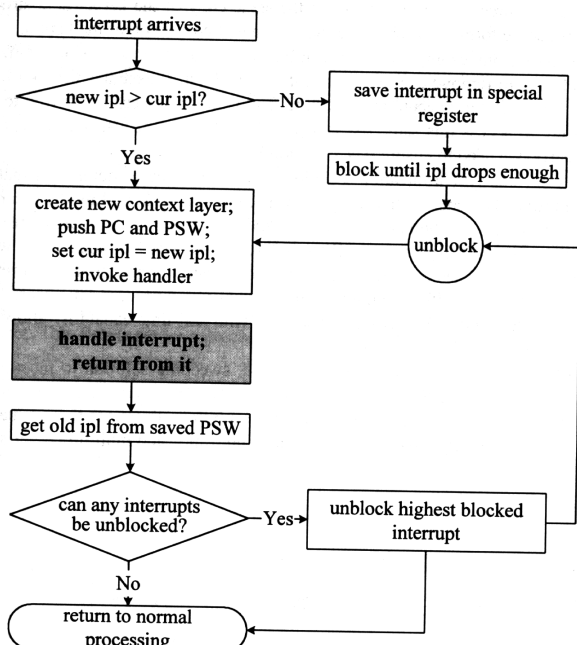 interrupt arrives
new ipl > cur ipl?
No
save interrupt in special
register
Yes
block until ipl drops enough
create new context layer;
push PC and PSW;
set cur ipl = new ipl;
invoke handler
unblock
handle interrupt;
return from it
get old ipl from saved PSW
can any interrupts
be unblocked?
Yes
unblock highest blocked
interrupt
No
return to normal
processing